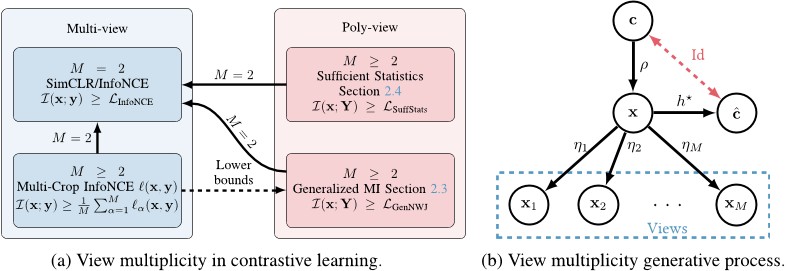 Multi-view
M = 2
SimCLR/InfoNCE
I(x; y) ≥ L_InfoNCE
M = 2
M ≥ 2
Multi-Crop InfoNCE ℓ(x, y)
I(x; y) ≥ 1/M ∑_{α=1}^{M} ℓ_α(x, y)
M = 2
M = 2
Lower
bounds
Poly-view
M ≥ 2
Sufficient Statistics
Section 2.4
I(x; Y) ≥ L_SuffStats
M ≥ 2
Generalized MI Section 2.3
I(x; Y) ≥ L_GenNWJ
(a) View multiplicity in contrastive learning.
c
ρ
Id
x
h*
ĉ
η1
η2
ηM
x1
x2
· · ·
xM
Views
(b) View multiplicity generative process.